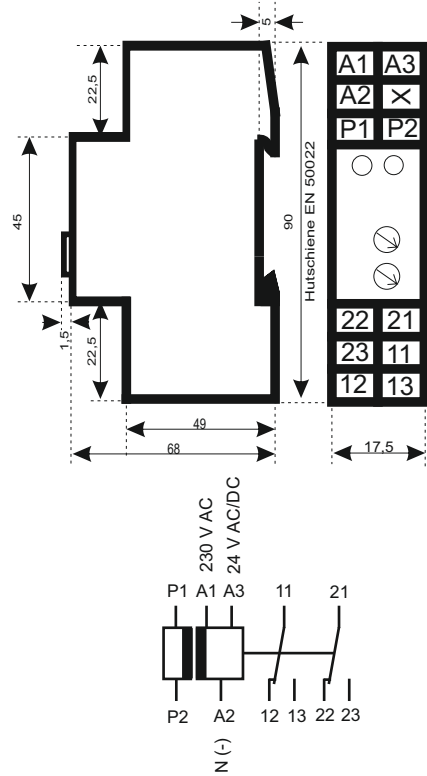 5
22,5
45
1,5
22,5
90
Hutschiene EN 50022
49
68
A1 A3
A2 X
P1 P2
22 21
23 11
12 13
17,5
230 V AC
24 V AC/DC
P1 A1 A3 11 21
P2 A2 12 13 22 23
N (-)